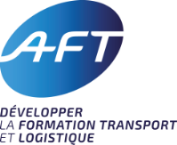 AFT
DÉVELOPPER
LA FORMATION TRANSPORT
ET LOGISTIQUE